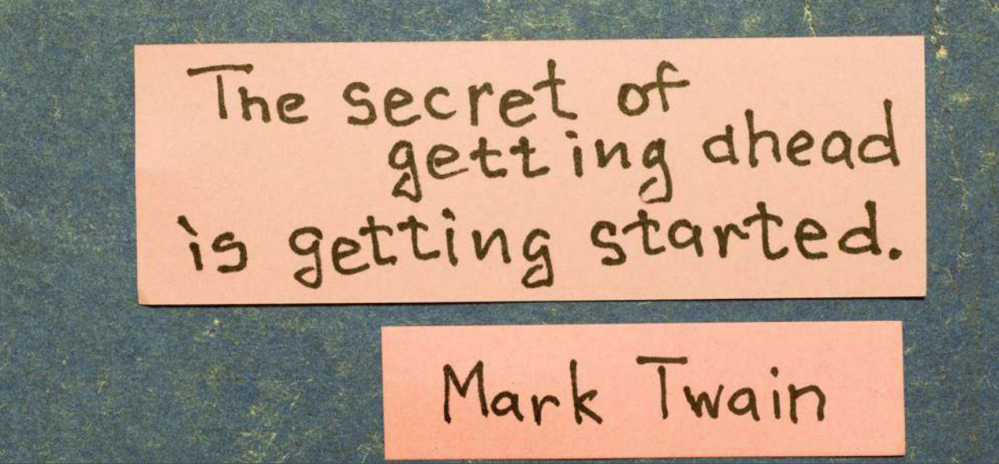 The secret of
getting ahead
is getting started.
Mark Twain